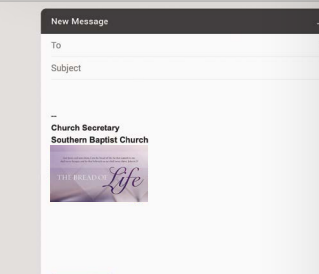 New Message
To
Subject
--
Church Secretary
Southern Baptist Church
THE BREAD OF Life